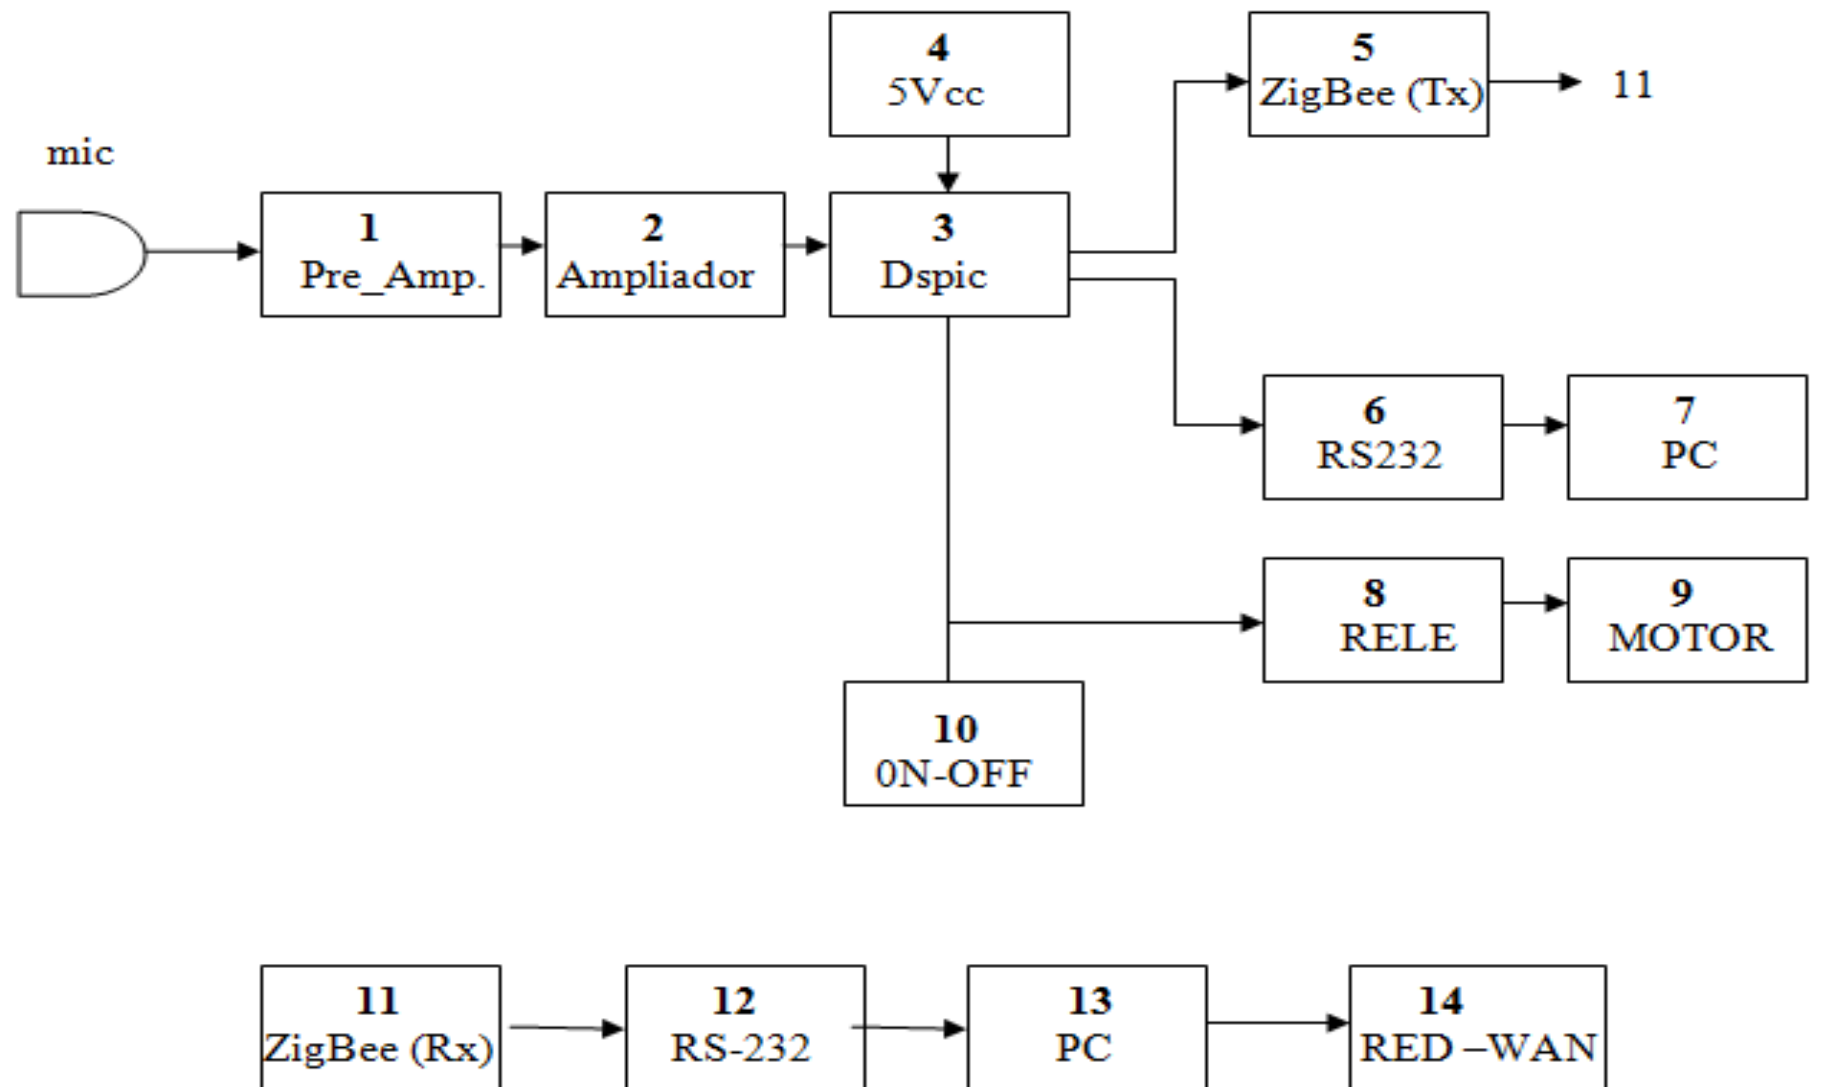 4
5Vcc
5
ZigBee (Tx)
11
mic
1
Pre_Amp.
2
Ampliador
3
Dspic
6
RS232
7
PC
8
RELE
9
MOTOR
10
0N-OFF
11
ZigBee (Rx)
12
RS-232
13
PC
14
RED –WAN